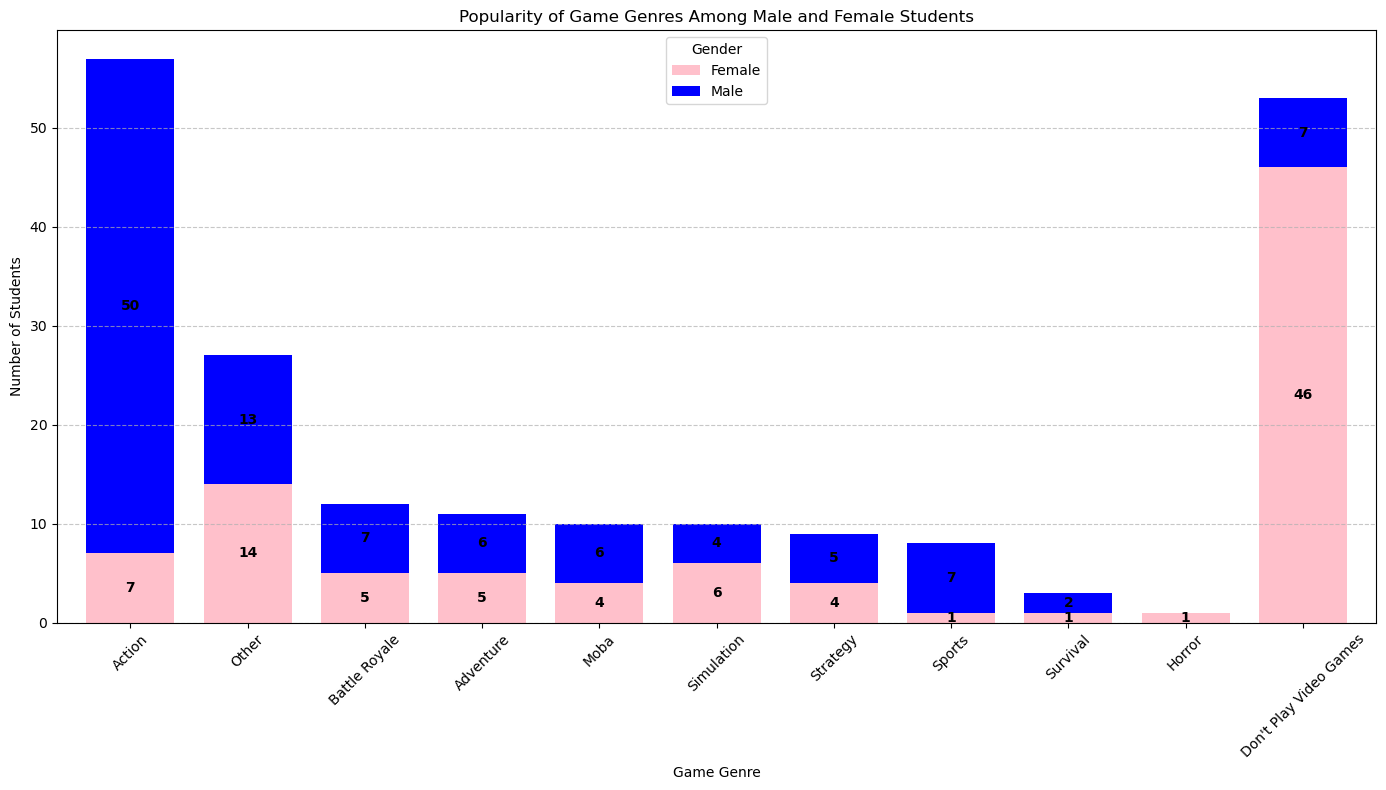 Popularity of Game Genres Among Male and Female Students
Gender
Female
Male
Number of Students
50
40
30
20
10
0
50
7
13
14
7
5
6
5
6
4
4
6
5
4
7
1
2
1
1
7
46
Action
Other
Battle Royale
Adventure
Moba
Simulation
Strategy
Sports
Survival
Horror
Don't Play Video Games
Game Genre